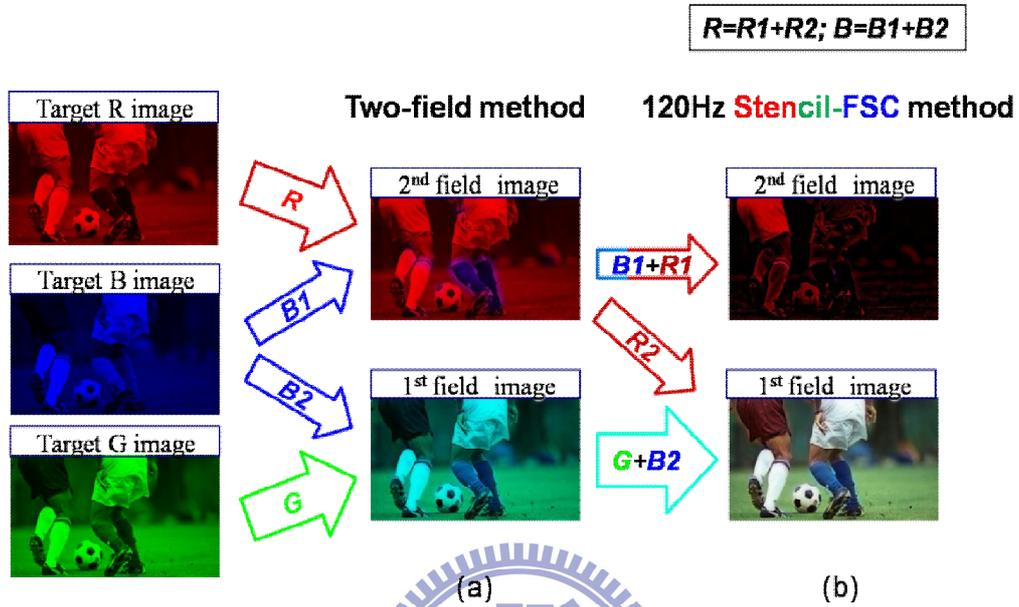 R=R1+R2; B=B1+B2
Two-field method
120Hz Stencil-FSC method
Target R image
Target B image
Target G image
R
B1
B2
G
2nd field image
1st field image
B1+R1
R2
G+B2
2nd field image
1st field image
(a)
(b)